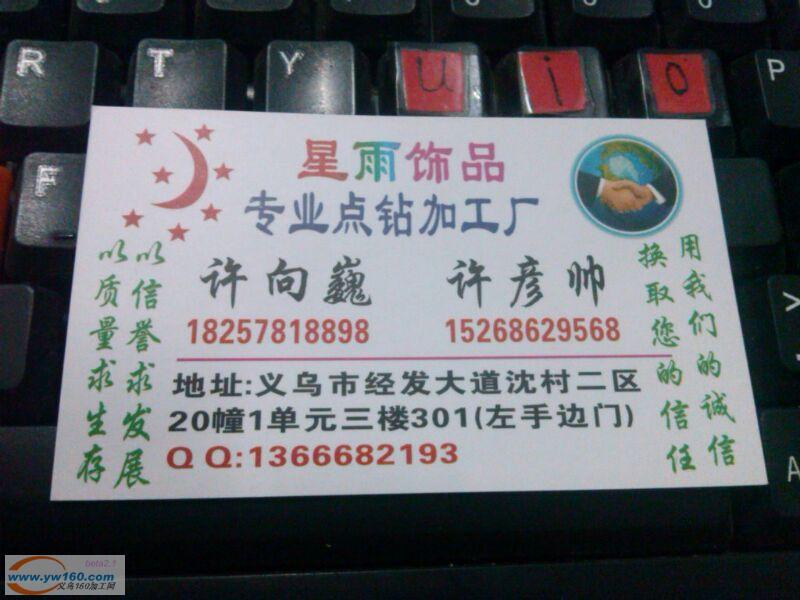 R
T
Y
u
i
o
P
F
星雨饰品
专业点钻加工厂
许向巍 许彦帅
18257818898 15268629568
地址:义乌市经发大道沈村二区
20幢1单元三楼301(左手边门)
QQ:1366682193
以质量求生存
以信誉求发展
用我们的诚信
换取您的信任
A
beta2.1
www.yw160.com
义乌160加工网